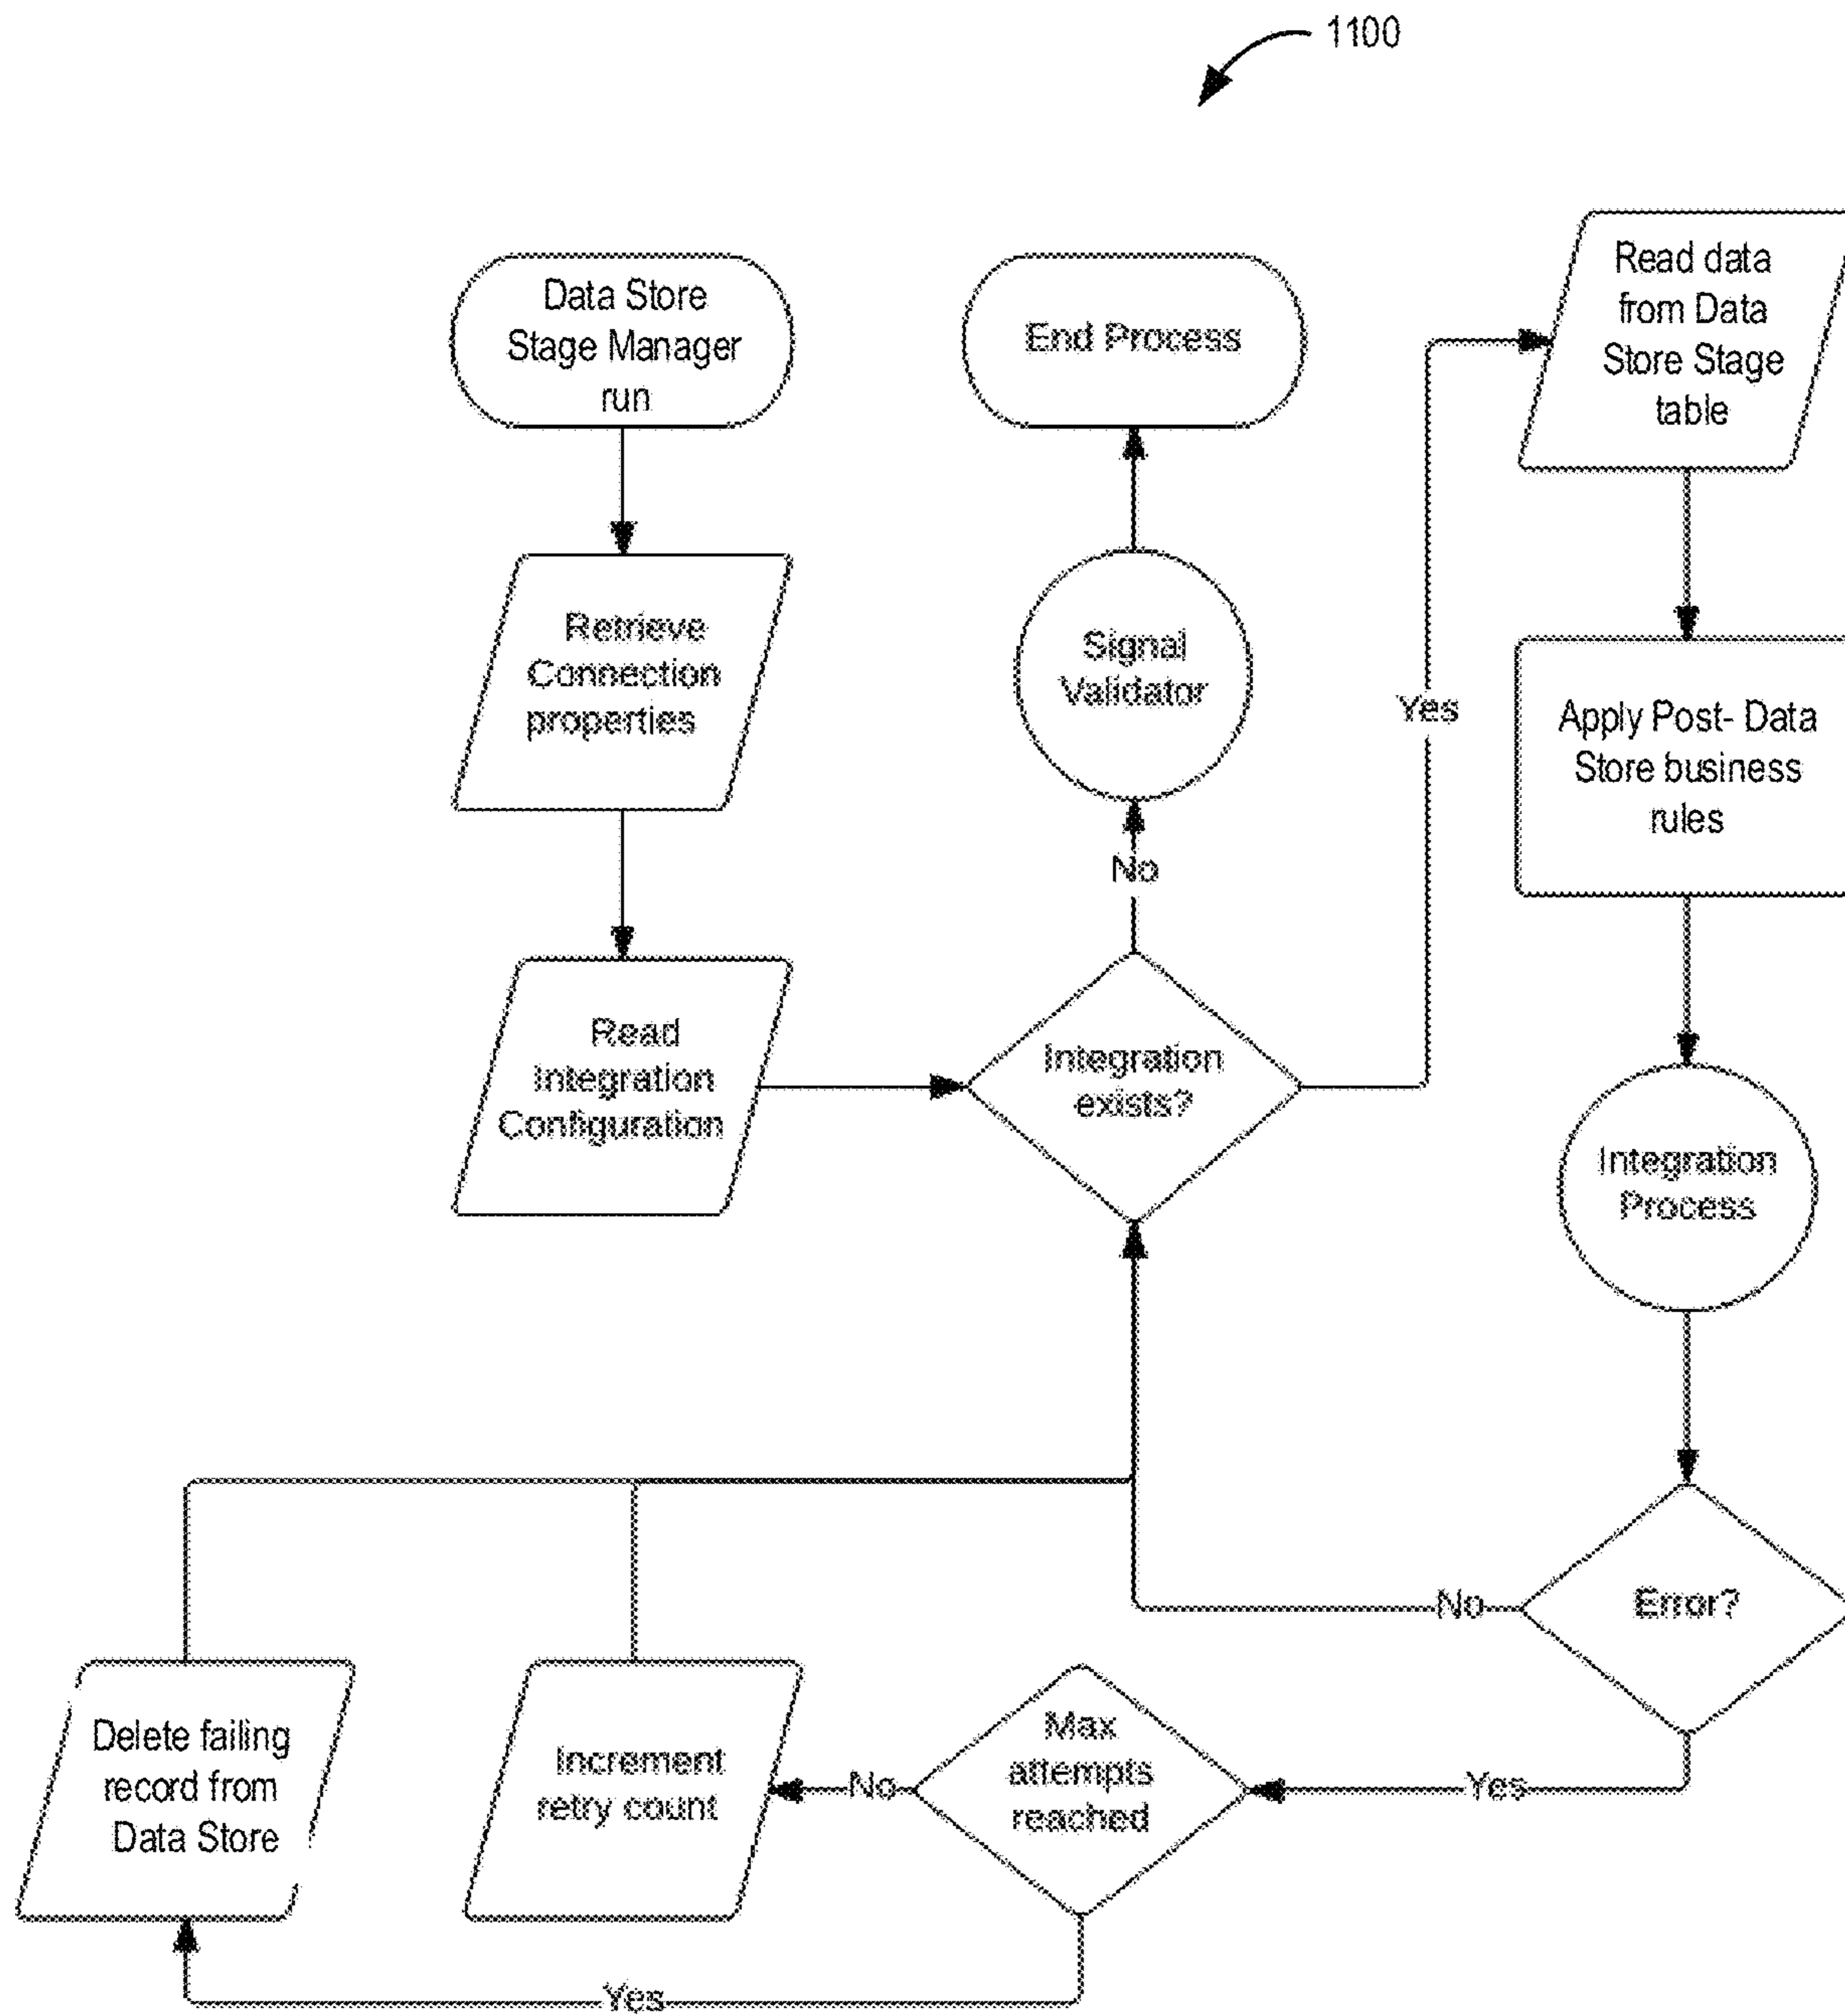 1100
Data Store
Stage Manager
run
End Process
Read data
from Data
Store Stage
table
Retrieve
Connection
properties
Signal
Validator
Yes
Apply Post- Data
Store business
rules
No
Read
Integration
Configuration
Integration
exists?
Integration
Process
No
Error?
Delete failing
record from
Data Store
Increment
retry count
No
Max
attempts
reached
Yes
Yes